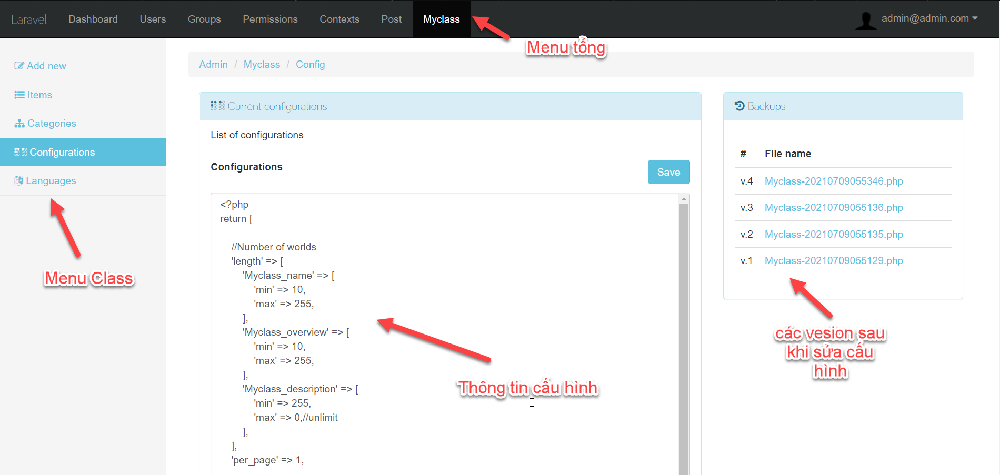 Laravel Dashboard Users Groups Permissions Contexts Post Myclass admin@admin.com
Menu tổng
Add new
Items
Categories
Configurations
Languages
Menu Class
Admin / Myclass / Config
Current configurations
List of configurations
Configurations
Save
<?php
return [
//Number of worlds
'length' => [
'Myclass_name' => [
'min' => 10,
'max' => 255,
],
'Myclass_overview' => [
'min' => 10,
'max' => 255,
],
'Myclass_description' => [
'min' => 255,
'max' => 0,//unlimit
],
],
'per_page' => 1,
Thông tin cấu hình
Backups
# File name
v.4 Myclass-20210709055346.php
v.3 Myclass-20210709055136.php
v.2 Myclass-20210709055135.php
v.1 Myclass-20210709055129.php
các vesion sau
khi sửa cấu
hình